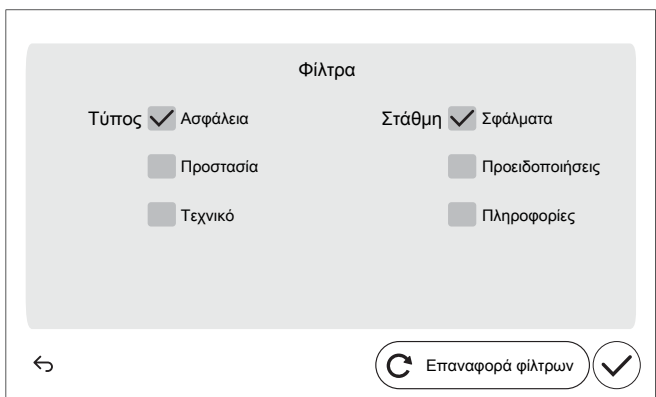 Φίλτρα
Τύπος Ασφάλεια Στάθμη Σφάλματα
Προστασία Προειδοποιήσεις
Τεχνικό Πληροφορίες
Επαναφορά φίλτρων